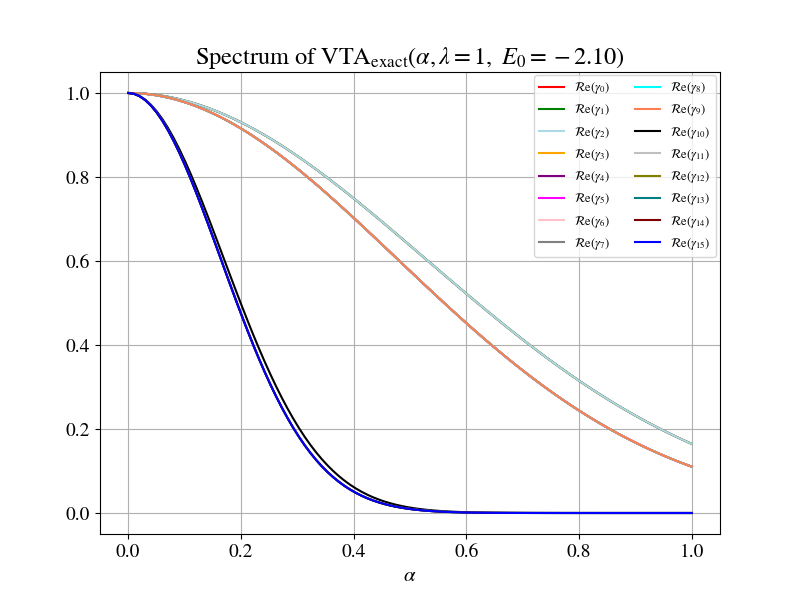 Spectrum of VTA_exact(α, λ = 1, E₀ = −2.10)
1.0
0.8
0.6
0.4
0.2
0.0
ℛe(γ₀)
ℛe(γ₁)
ℛe(γ₂)
ℛe(γ₃)
ℛe(γ₄)
ℛe(γ₅)
ℛe(γ₆)
ℛe(γ₇)
ℛe(γ₈)
ℛe(γ₉)
ℛe(γ₁₀)
ℛe(γ₁₁)
ℛe(γ₁₂)
ℛe(γ₁₃)
ℛe(γ₁₄)
ℛe(γ₁₅)
0.0 0.2 0.4 0.6 0.8 1.0
α